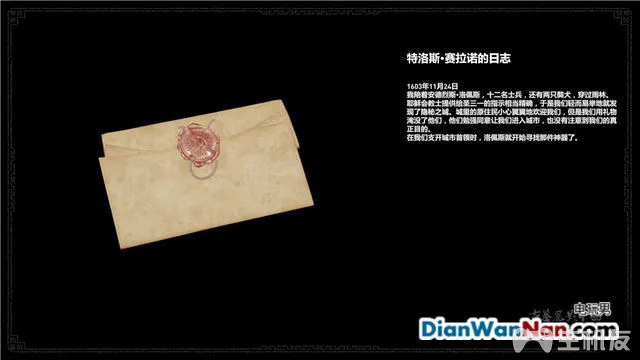 特洛斯·赛拉诺的日志
1603年11月24日
我陪着安德烈斯·洛佩斯，十二名士兵，还有两只獒犬，穿过雨林。
耶稣会教士提供给圣三一的指示相当精确，于是我们轻而易举地就发
现了隐秘之城。城里的原住民小心翼翼地欢迎我们，但是我们用礼物
淹没了他们，他们勉强同意让我们进入城市，也没有注意到我们的真
正目的。
在我们支开城市首领时，洛佩斯就开始寻找那件神器了。
电玩男
DianWanNan.com